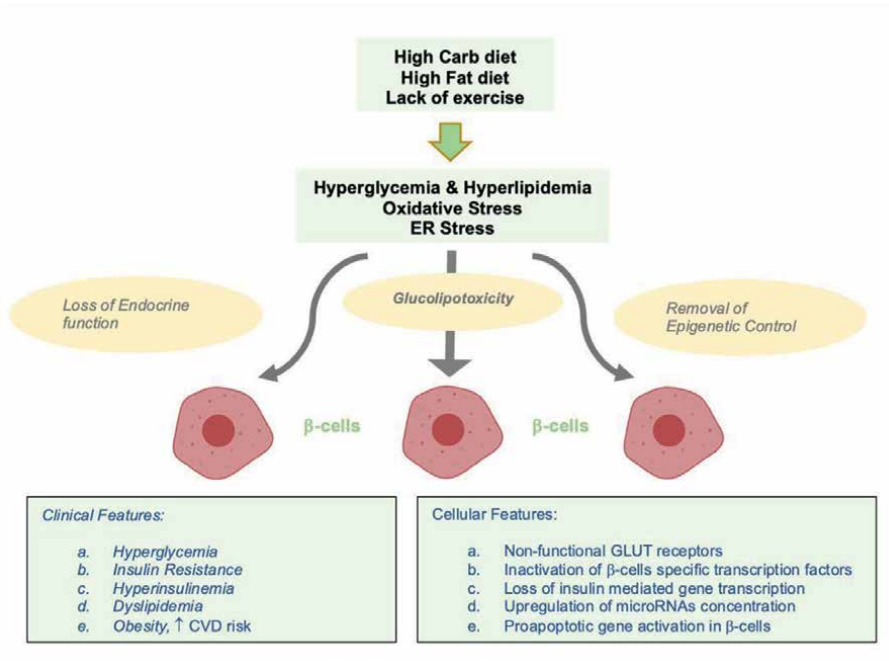 High Carb diet
High Fat diet
Lack of exercise
Hyperglycemia & Hyperlipidemia
Oxidative Stress
ER Stress
Loss of Endocrine
function
Glucolipotoxicity
Removal of
Epigenetic Control
β-cells
β-cells
Clinical Features:
a. Hyperglycemia
b. Insulin Resistance
c. Hyperinsulinemia
d. Dyslipidemia
e. Obesity, ↑ CVD risk
Cellular Features:
a. Non-functional GLUT receptors
b. Inactivation of β-cells specific transcription factors
c. Loss of insulin mediated gene transcription
d. Upregulation of microRNAs concentration
e. Proapoptotic gene activation in β-cells